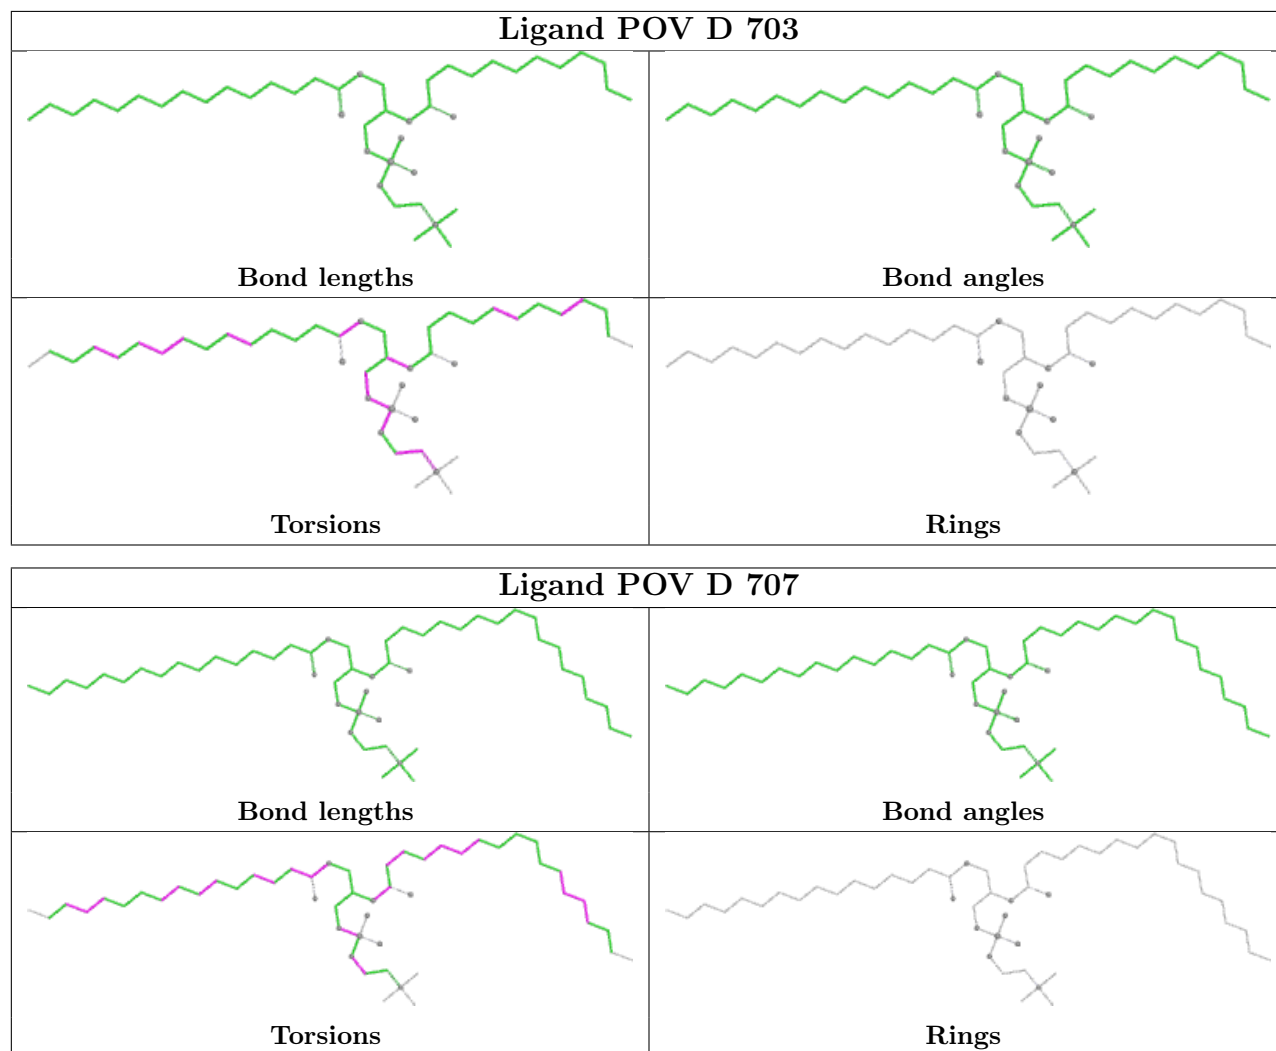 Ligand POV D 703
Bond lengths
Bond angles
Torsions
Rings
Ligand POV D 707
Bond lengths
Bond angles
Torsions
Rings